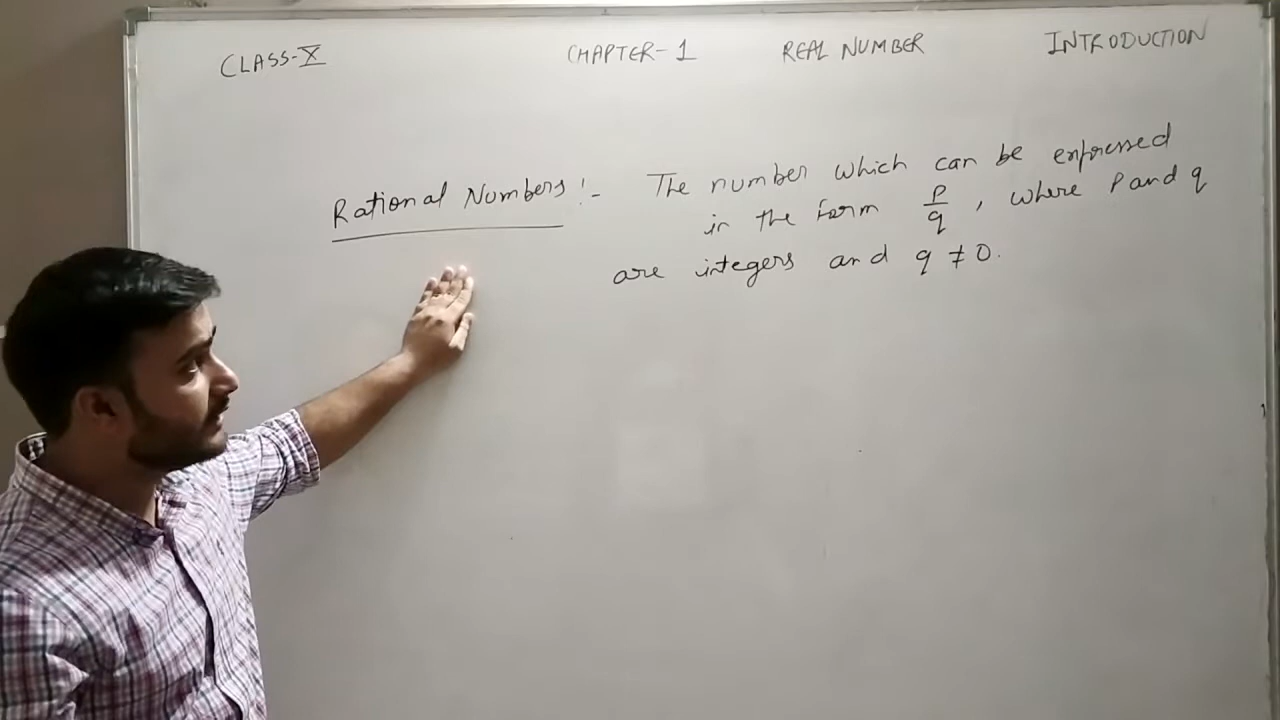 CLASS-X CHAPTER-1 REAL NUMBER INTRODUCTION
Rational Numbers :- The number which can be expressed
in the form p/q , where p and q
are integers and q ≠ 0.